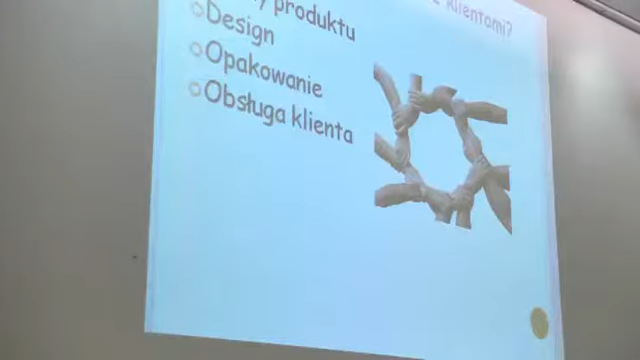 klientami?
produktu
Design
Opakowanie
Obsługa klienta